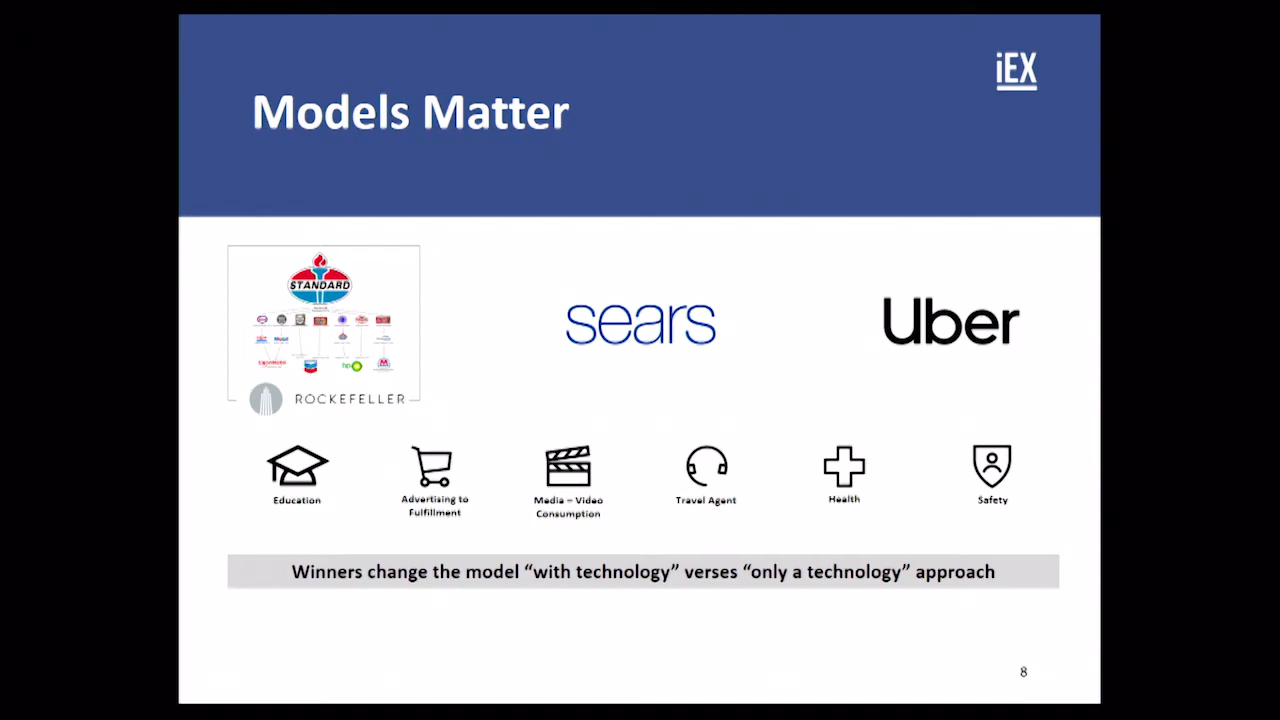 iEX
Models Matter
STANDARD
bp
ROCKEFELLER
sears
Uber
Education
Advertising to
Fulfillment
Media – Video
Consumption
Travel Agent
Health
Safety
Winners change the model “with technology” verses “only a technology” approach
8